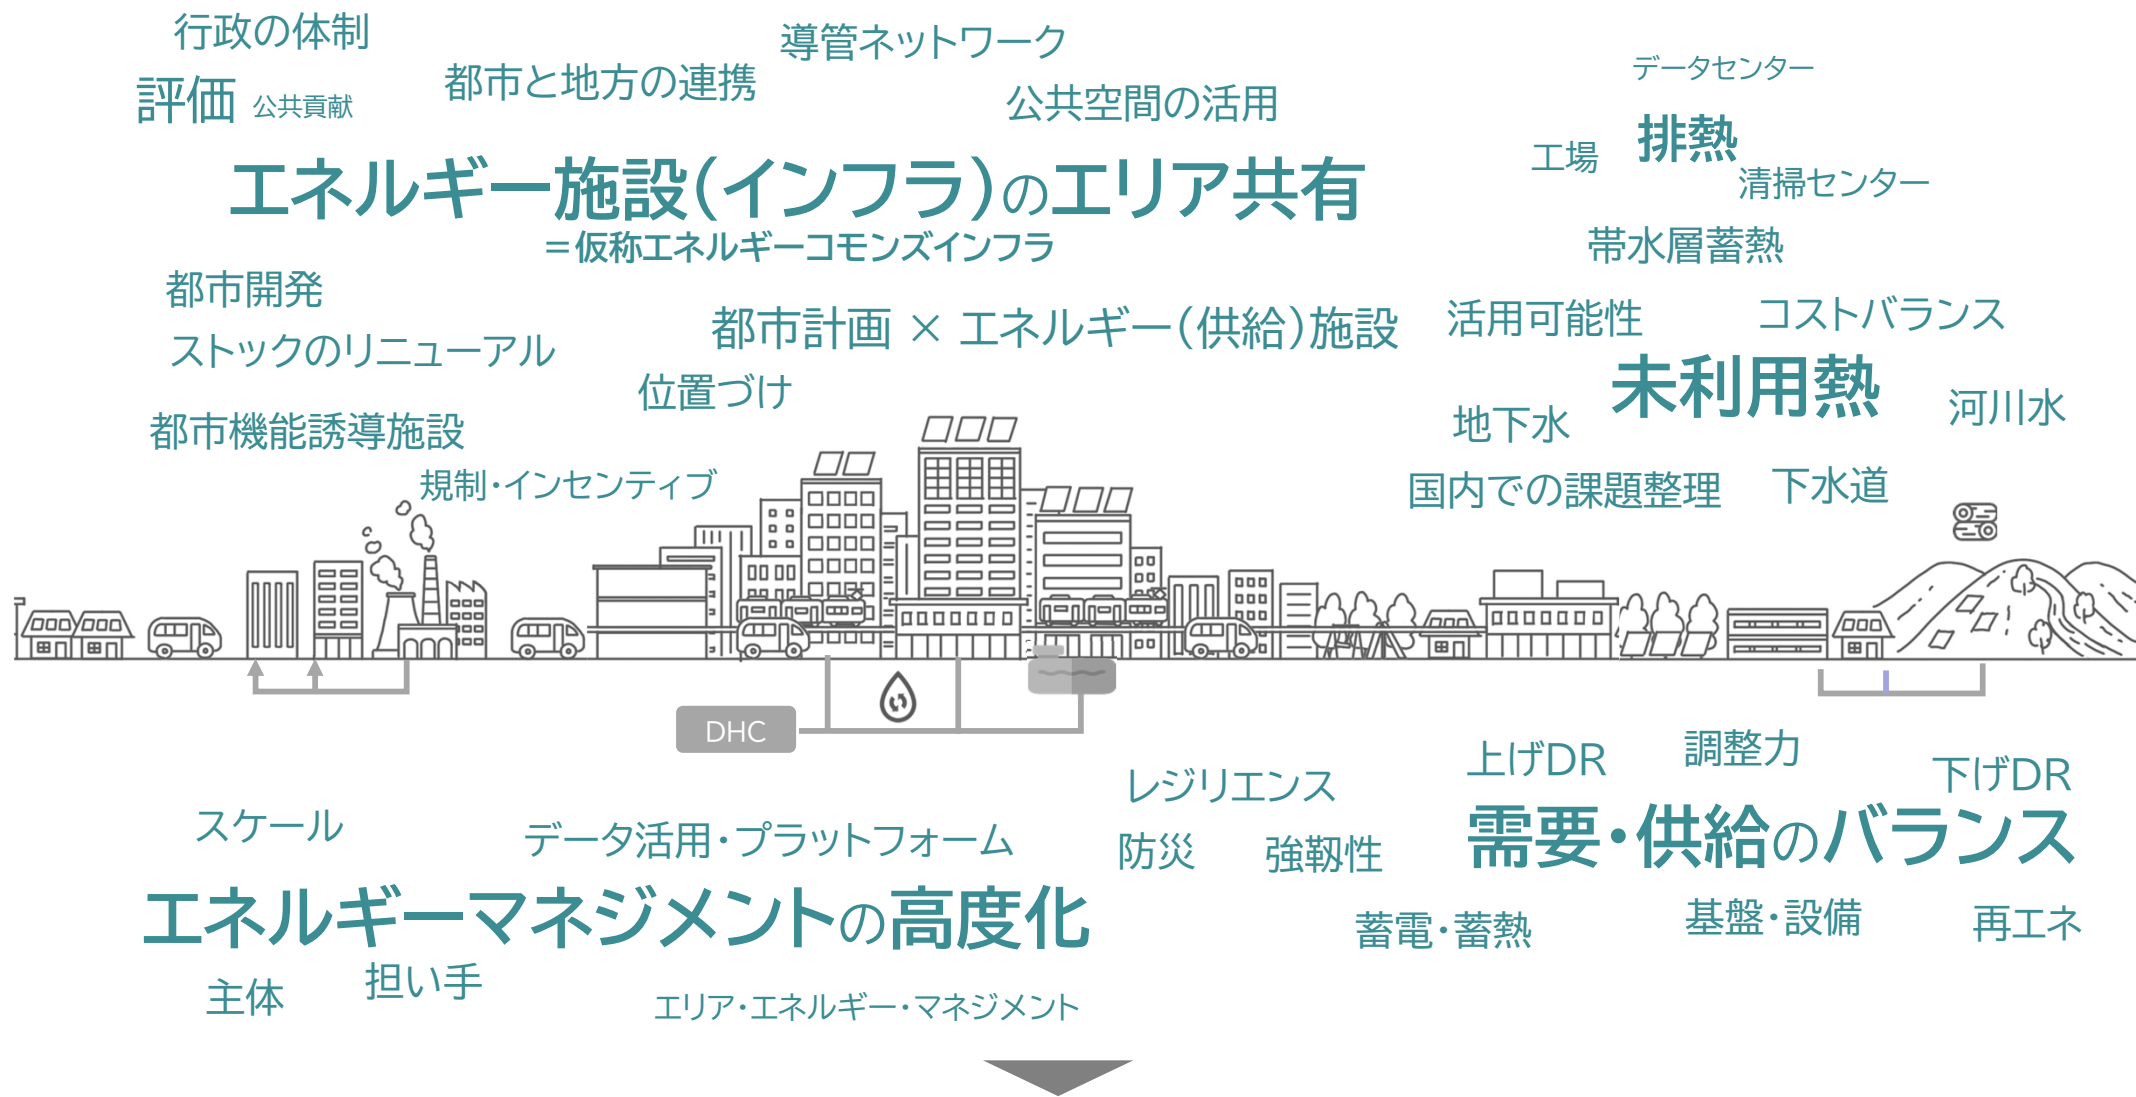 行政の体制
導管ネットワーク
都市と地方の連携
評価 公共貢献
公共空間の活用
エネルギー施設(インフラ)のエリア共有
=仮称エネルギーコモンズインフラ
都市開発
ストックのリニューアル
都市計画 × エネルギー(供給)施設
位置づけ
都市機能誘導施設
規制・インセンティブ
データセンター
排熱
工場
清掃センター
帯水層蓄熱
活用可能性
コストバランス
未利用熱
地下水
河川水
国内での課題整理
下水道
DHC
スケール
データ活用・プラットフォーム
エネルギーマネジメントの高度化
主体
担い手
エリア・エネルギー・マネジメント
レジリエンス
防災
強靱性
上げDR
調整力
下げDR
需要・供給のバランス
蓄電・蓄熱
基盤・設備
再エネ